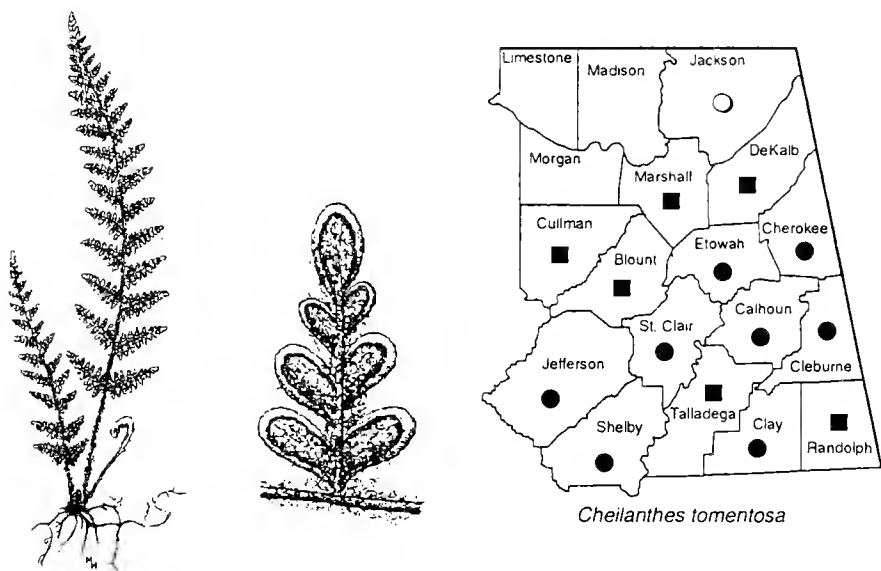 Limestone
Madison
Jackson
Morgan
Marshall
DeKalb
Cullman
Blount
Etowah
Cherokee
St. Clair
Calhoun
Jefferson
Cleburne
Talladega
Shelby
Clay
Randolph
Cheilanthes tomentosa